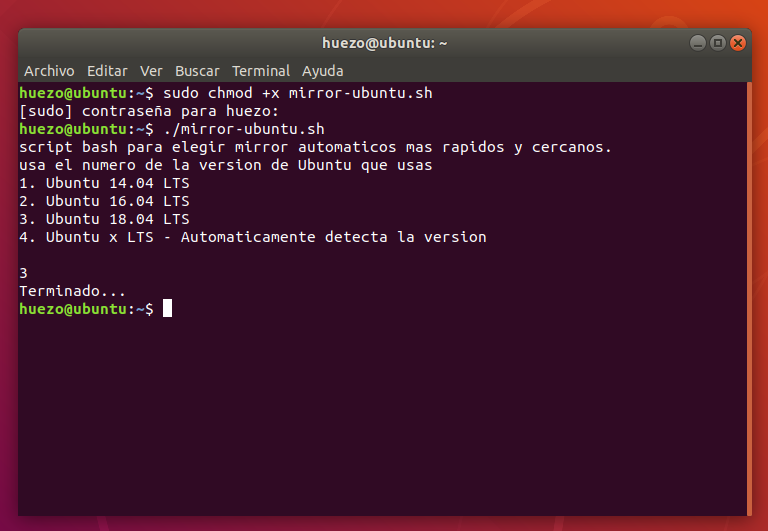 huezo@ubuntu: ~
Archivo Editar Ver Buscar Terminal Ayuda
huezo@ubuntu:~$ sudo chmod +x mirror-ubuntu.sh
[sudo] contraseña para huezo:
huezo@ubuntu:~$ ./mirror-ubuntu.sh
script bash para elegir mirror automaticos mas rapidos y cercanos.
usa el numero de la version de Ubuntu que usas
1. Ubuntu 14.04 LTS
2. Ubuntu 16.04 LTS
3. Ubuntu 18.04 LTS
4. Ubuntu x LTS - Automaticamente detecta la version
3
Terminado...
huezo@ubuntu:~$